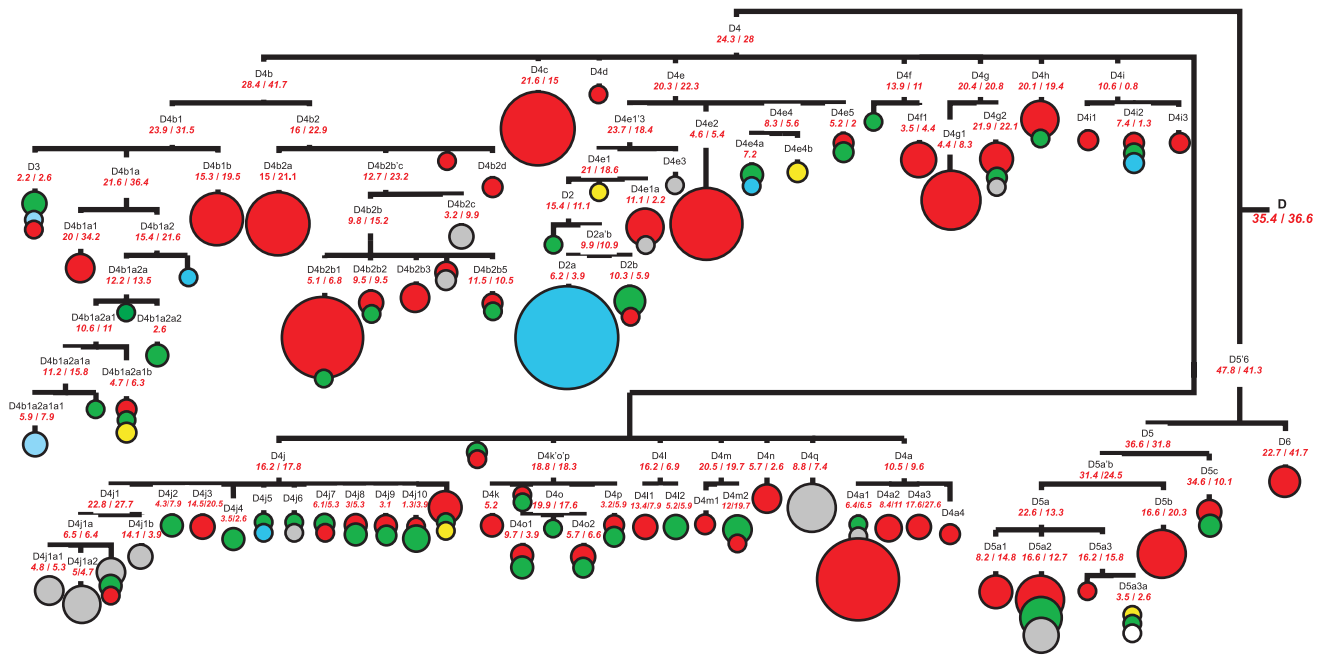 D4
24.3 / 28
D4b
28.4 / 41.7
D4c
21.6 / 15
D4d
D4e
20.3 / 22.3
D4f
13.9 / 11
D4g
20.4 / 20.8
D4h
20.1 / 19.4
D4i
10.6 / 0.8
D4b1
23.9 / 31.5
D4b2
16 / 22.9
D4e1'3
23.7 / 18.4
D4e2
4.6 / 5.4
D4e4
8.3 / 5.6
D4e5
5.2 / 2
D4f1
3.5 / 4.4
D4g1
4.4 / 8.3
D4g2
21.9 / 22.1
D4i1
D4i2
7.4 / 1.3
D4i3
D3
2.2 / 2.6
D4b1a
21.6 / 36.4
D4b1b
15.3 / 19.5
D4b2a
15 / 21.1
D4b2b'c
12.7 / 23.2
D4b2d
D4e1
21 / 18.6
D4e3
D4e4a
7.2
D4e4b
D4b2b
9.8 / 15.2
D4b2c
3.2 / 9.9
D2
15.4 / 11.1
D4e1a
11.1 / 2.2
D
35.4 / 36.6
D4b1a1
20 / 34.2
D4b1a2
15.4 / 21.6
D2a'b
9.9 /10.9
D4b1a2a
12.2 / 13.5
D4b2b1
5.1 / 6.8
D4b2b2
9.5 / 9.5
D4b2b3
D4b2b5
11.5 / 10.5
D2a
6.2 / 3.9
D2b
10.3 / 5.9
D4b1a2a1
10.6 / 11
D4b1a2a2
2.6
D4b1a2a1a
11.2 / 15.8
D4b1a2a1b
4.7 / 6.3
D5'6
47.8 / 41.3
D4b1a2a1a1
5.9 / 7.9
D4j
16.2 / 17.8
D4k'o'p
18.8 / 18.3
D4l
16.2 / 6.9
D4m
20.5 / 19.7
D4n
5.7 / 2.6
D4q
8.8 / 7.4
D4a
10.5 / 9.6
D5
36.6 / 31.8
D6
22.7 / 41.7
D5a'b
31.4 /24.5
D5c
34.6 / 10.1
D4j1
22.8 / 27.7
D4j2
4.3/7.9
D4j3
14.5/20.5
D4j4
3.5/2.6
D4j5
D4j6
D4j7
6.1/5.3
D4j8
3/5.3
D4j9
3.1
D4j10
1.3/3.9
D4k
5.2
D4o
19.9 / 17.6
D4p
5.2 / 3.9
D4l1
13.4/7.9
D4l2
5.2/5.9
D4m1
D4m2
12/19.7
D4a1
6.4/6.5
D4a2
8.4/11
D4a3
17.6/27.6
D4a4
D5a
22.6 / 13.3
D5b
16.6 / 20.3
D4j1a
6.5 / 6.4
D4j1b
14.1 / 3.9
D4o1
9.7 / 3.9
D4o2
5.7 / 6.6
D4j1a1
4.8 / 5.3
D4j1a2
5/4.7
D5a1
8.2 / 14.8
D5a2
16.6 / 12.7
D5a3
16.2 / 15.8
D5a3a
3.5 / 2.6